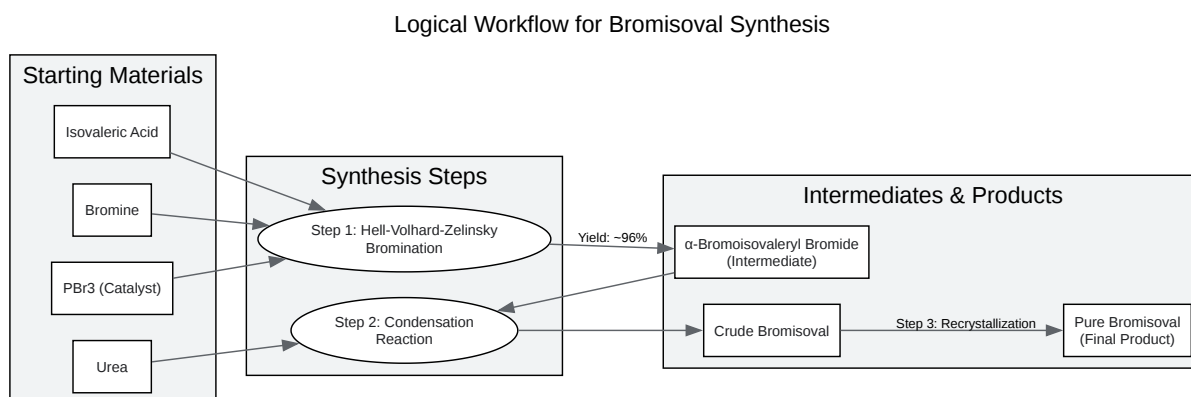 Logical Workflow for Bromisoval Synthesis
Starting Materials
Isovaleric Acid
Bromine
PBr3 (Catalyst)
Urea
Synthesis Steps
Step 1: Hell-Volhard-Zelinsky
Bromination
Step 2: Condensation
Reaction
Yield: ~96%
Intermediates & Products
α-Bromoisovaleryl Bromide
(Intermediate)
Crude Bromisoval
Step 3: Recrystallization
Pure Bromisoval
(Final Product)